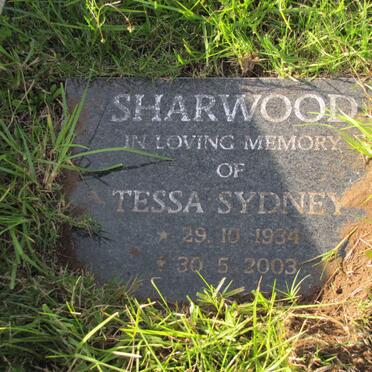 SHARWOOD
IN LOVING MEMORY
OF
TESSA SYDNEY
★ 29.10.1934
★ 30.5.2003